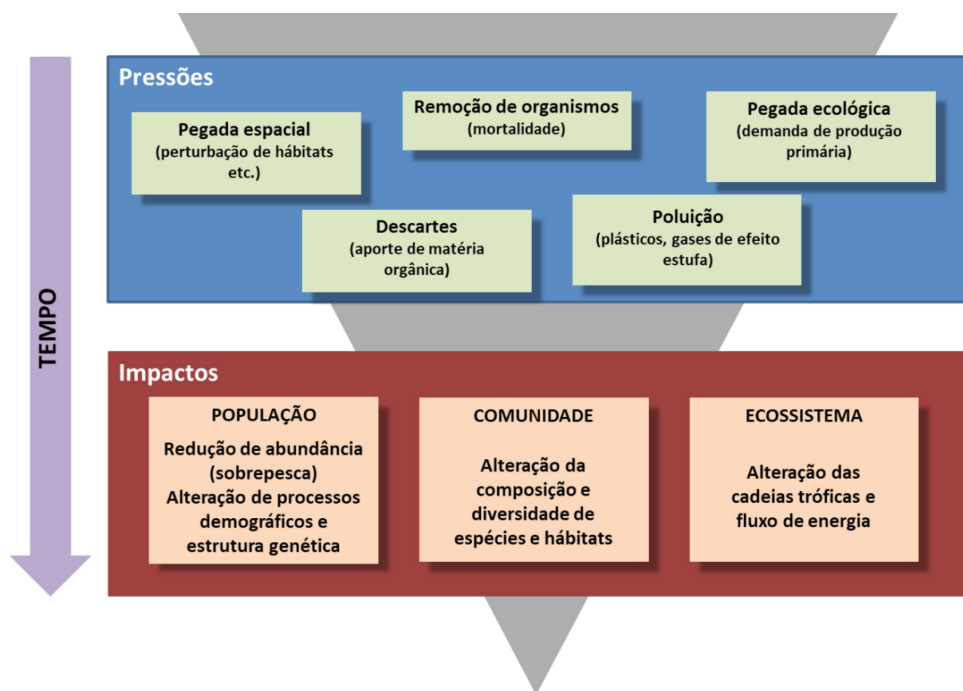 TEMPO
Pressões
Pegada espacial
(perturbação de hábitats
etc.)
Remoção de organismos
(mortalidade)
Pegada ecológica
(demanda de produção
primária)
Descartes
(aporte de matéria
orgânica)
Poluição
(plásticos, gases de efeito
estufa)
Impactos
POPULAÇÃO
Redução de abundância
(sobrepesca)
Alteração de processos
demográficos e
estrutura genética
COMUNIDADE
Alteração da
composição e
diversidade de
espécies e hábitats
ECOSSISTEMA
Alteração das
cadeias tróficas e
fluxo de energia